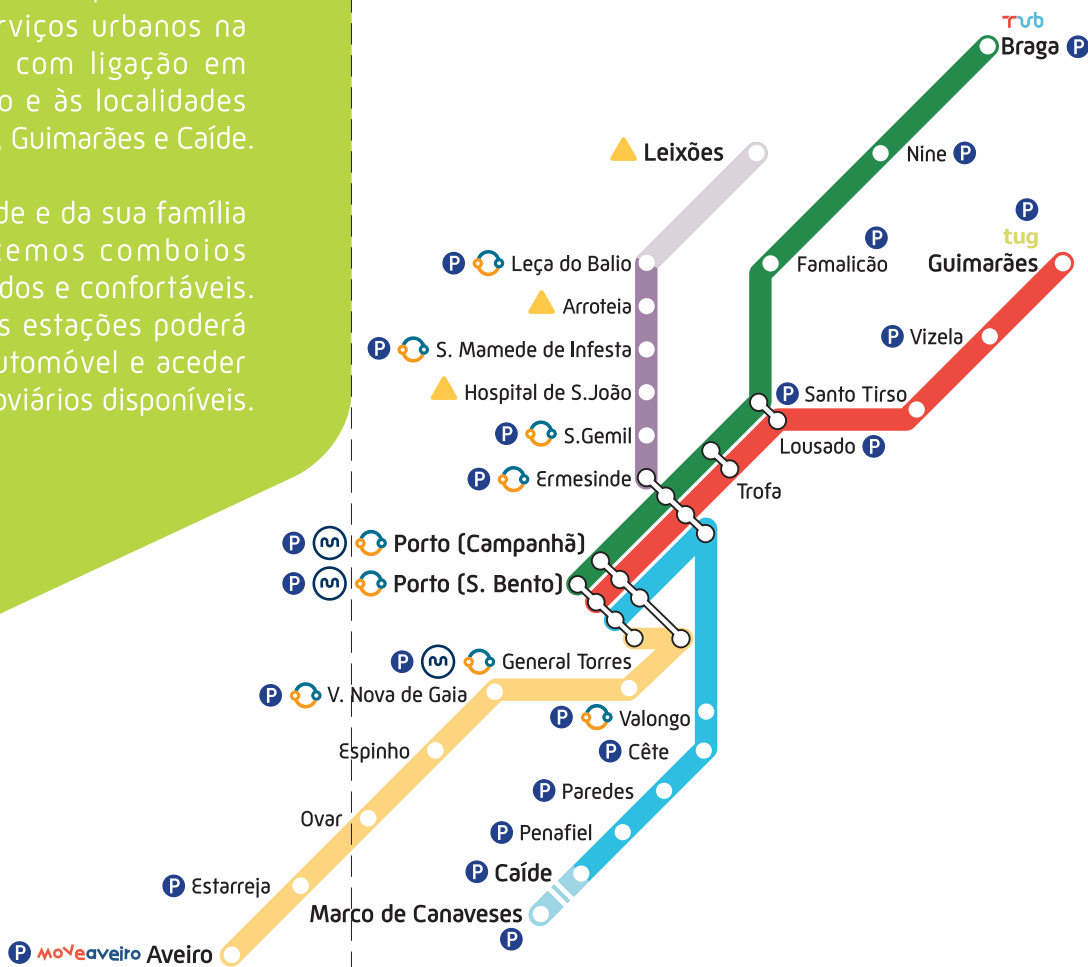 rviços urbanos na
com ligação em
o e às localidades
Guimarães e Caíde.
de e da sua família
comboios
dos e confortáveis.
s estações poderá
utomóvel e aceder
oviários disponíveis.
TUB
Braga P
Leixões
Nine P
P
tug
Guimarães
P
Famalicão
P Leça do Balio
Arroteia
P Vizela
P S. Mamede de Infesta
Hospital de S.João
P Santo Tirso
P S.Gemil
Lousado P
P Ermesinde
Trofa
P Porto (Campanhã)
P Porto (S. Bento)
P General Torres
P V. Nova de Gaia
P Valongo
Espinho
P Cête
P Paredes
Ovar
P Penafiel
P Caíde
P Estarreja
Marco de Canaveses
P
P moveaveiro Aveiro